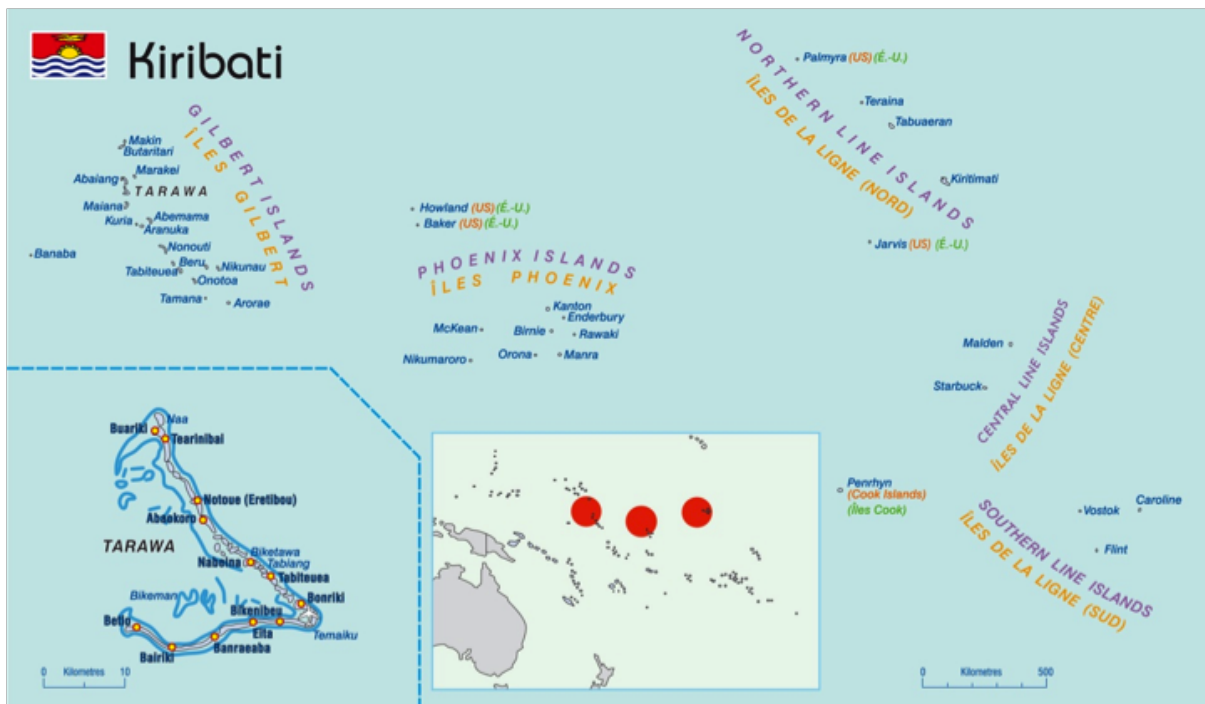 Kiribati
GILBERT ISLANDS
ÎLES GILBERT
Makin
Butaritari
Marakei
Abaiang
TARAWA
Maiana
Abemama
Kuria
Aranuka
Banaba
Nonouti
Beru
Nikunau
Tabiteuea
Onotoa
Tamana
Arorae
Howland (US) (É.-U.)
Baker (US) (É.-U.)
PHOENIX ISLANDS
ÎLES PHOENIX
Kanton
Enderbury
McKean
Birnie
Rawaki
Nikumaroro
Orona
Manra
NORTHERN LINE ISLANDS
ÎLES DE LA LIGNE (NORD)
Palmyra (US) (É.-U.)
Teraina
Tabuaeran
Kiritimati
Jarvis (US) (É.-U.)
CENTRAL LINE ISLANDS
ÎLES DE LA LIGNE (CENTRE)
Malden
Starbuck
Penrhyn
(Cook Islands)
(Îles Cook)
SOUTHERN LINE ISLANDS
ÎLES DE LA LIGNE (SUD)
Caroline
Vostok
Flint
0 Kilometres 500
TARAWA
Naa
Buariki
Tearinibai
Notoue (Eretibou)
Abaokoro
Biketawa
Tabiang
Nabeina
Tabiteuea
Bikeman
Bonriki
Bikenibeu
Betio
Eita
Temaiku
Banraeaba
Bairiki
0 Kilometres 10